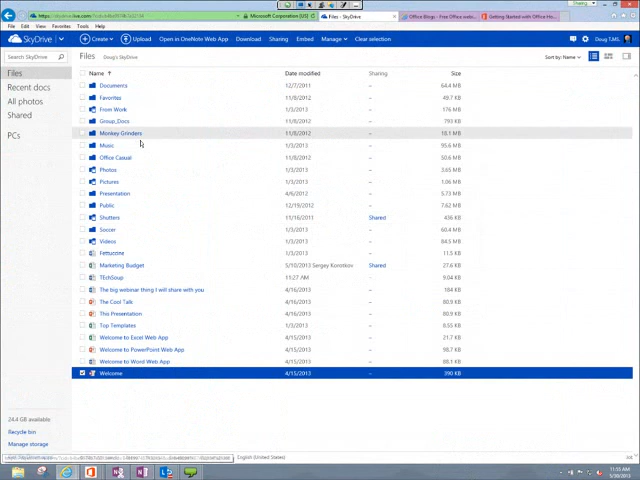 Microsoft Corporation [US]
Files - SkyDrive
Office Blogs - Free Office webi...
Getting Started with Office Ho...
File Edit View Favorites Tools Help
SkyDrive Create Upload Open in OneNote Web App Download Sharing Embed Manage Clear selection Doug T.MS...
Search SkyDrive
Files Doug's SkyDrive Sort by: Name
Files
Recent docs
All photos
Shared
PCs
Name Date modified Sharing Size
Documents 12/7/2011 – 64.4 MB
Favorites 11/8/2012 – 49.7 KB
From Work 1/3/2013 – 176 MB
Group_Docs 11/8/2012 – 793 KB
Monkey Grinders 11/8/2012 – 18.1 MB
Music 1/3/2013 – 95.6 MB
Office Casual 11/8/2012 – 50.6 MB
Photos 1/3/2013 – 3.65 MB
Pictures 1/3/2013 – 1.06 MB
Presentation 4/6/2012 – 5.73 MB
Public 12/19/2012 – 7.62 MB
Shutters 11/16/2011 Shared 436 KB
Soccer 1/3/2013 – 60.4 MB
Videos 1/3/2013 – 84.5 MB
Fettuccine 1/3/2013 – 11.5 KB
Marketing Budget 5/10/2013 Sergey Korotkov Shared 27.6 KB
TEchSoup 11:27 AM – 9.04 KB
The big webinar thing I will share with you 4/16/2013 – 184 KB
The Cool Talk 4/16/2013 – 80.9 KB
This Presentation 4/16/2013 – 80.9 KB
Top Templates 1/3/2013 – 8.55 KB
Welcome to Excel Web App 4/15/2013 – 21.7 KB
Welcome to PowerPoint Web App 4/15/2013 – 98.7 KB
Welcome to Word Web App 4/15/2013 – 18.1 KB
Welcome 4/15/2013 – 390 KB
24.4 GB available
Recycle bin
Manage storage
English (United States)
11:55 AM
5/30/2013